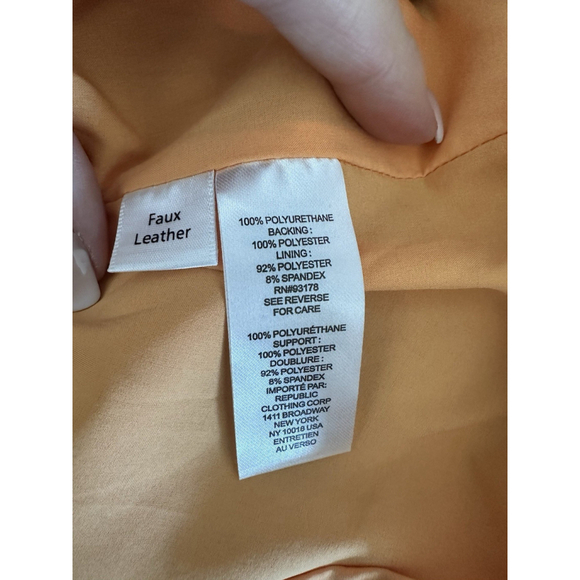 Faux
Leather
100% POLYURETHANE
BACKING :
100% POLYESTER
LINING :
92% POLYESTER
8% SPANDEX
RN#93178
SEE REVERSE
FOR CARE
100% POLYURÉTHANE
SUPPORT :
100% POLYESTER
DOUBLURE :
92% POLYESTER
8% SPANDEX
IMPORTÉ PAR:
REPUBLIC
CLOTHING CORP
1411 BROADWAY
NEW YORK
NY 10018 USA
ENTRETIEN
AU VERSO